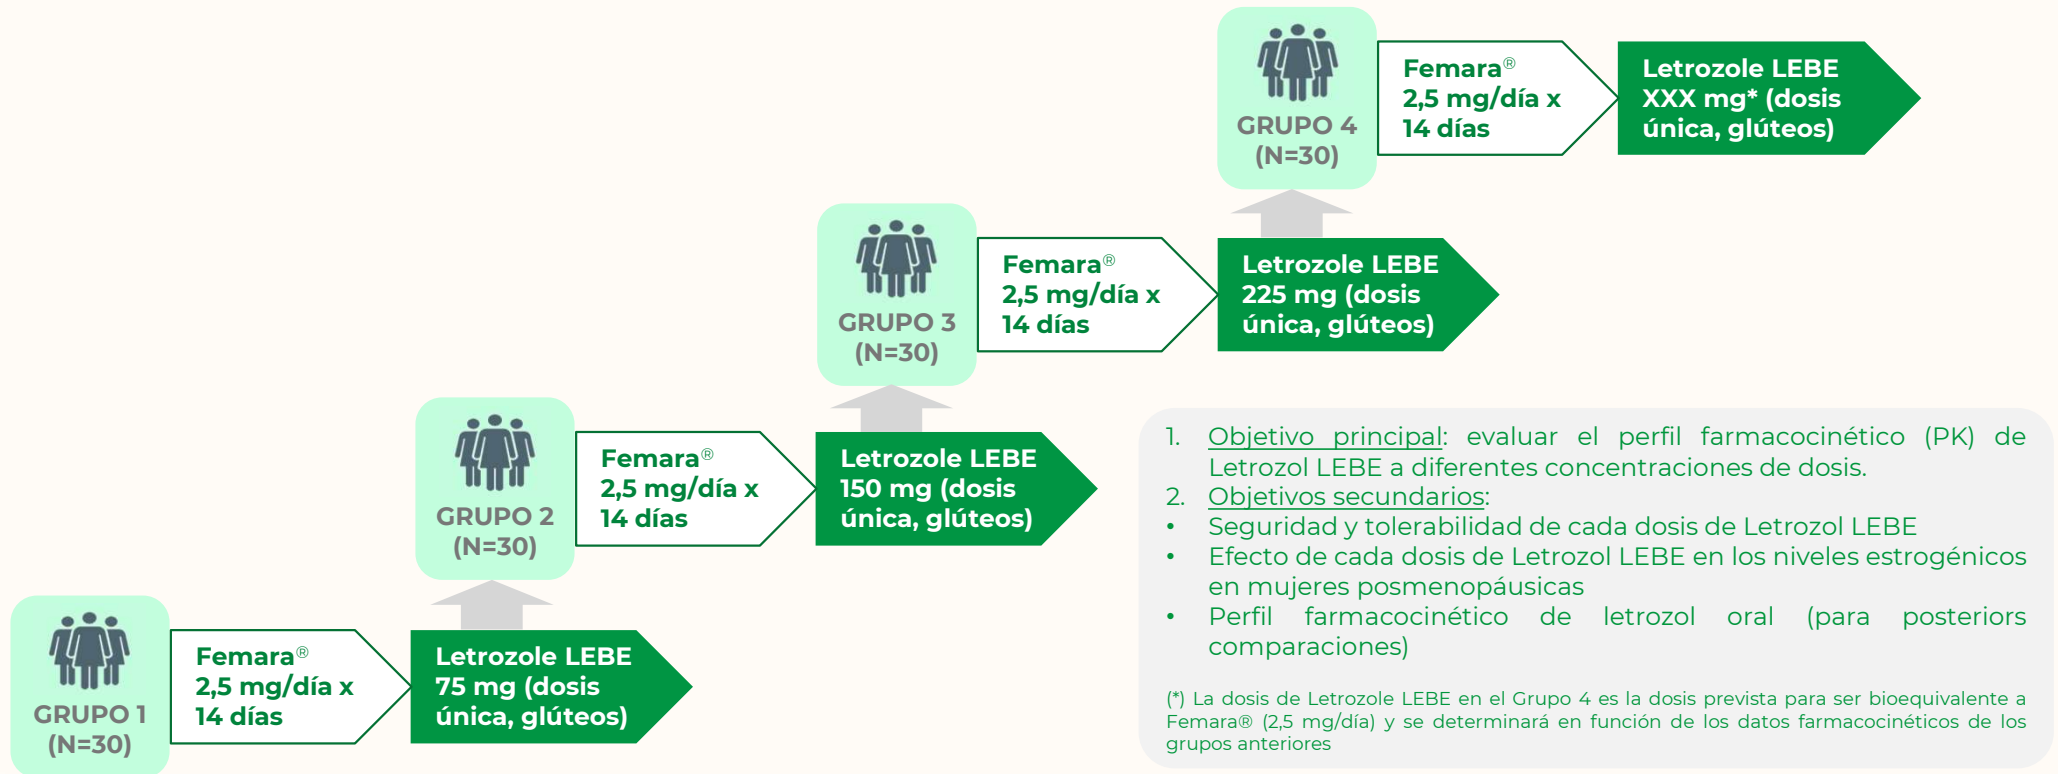 GRUPO 4
(N=30)
Femara®
2,5 mg/día x
14 días
Letrozole LEBE
XXX mg* (dosis
única, glúteos)
GRUPO 3
(N=30)
Femara®
2,5 mg/día x
14 días
Letrozole LEBE
225 mg (dosis
única, glúteos)
GRUPO 2
(N=30)
Femara®
2,5 mg/día x
14 días
Letrozole LEBE
150 mg (dosis
única, glúteos)
GRUPO 1
(N=30)
Femara®
2,5 mg/día x
14 días
Letrozole LEBE
75 mg (dosis
única, glúteos)
1. Objetivo principal: evaluar el perfil farmacocinético (PK) de
Letrozol LEBE a diferentes concentraciones de dosis.
2. Objetivos secundarios:
• Seguridad y tolerabilidad de cada dosis de Letrozol LEBE
• Efecto de cada dosis de Letrozol LEBE en los niveles estrogénicos
en mujeres posmenopáusicas
• Perfil farmacocinético de letrozol oral (para posteriors
comparaciones)
(*) La dosis de Letrozole LEBE en el Grupo 4 es la dosis prevista para ser bioequivalente a
Femara® (2,5 mg/día) y se determinará en función de los datos farmacocinéticos de los
grupos anteriores